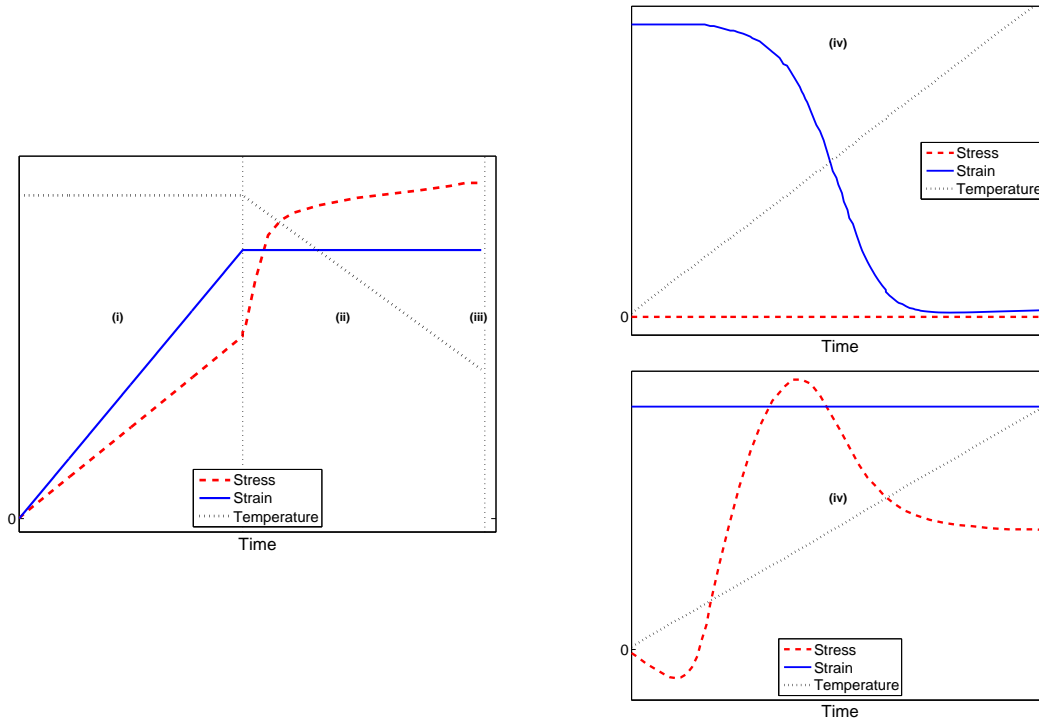 (i)
(ii)
(iii)
Stress
Strain
Temperature
0
Time
(iv)
Stress
Strain
Temperature
0
Time
(iv)
0
Stress
Strain
Temperature
Time